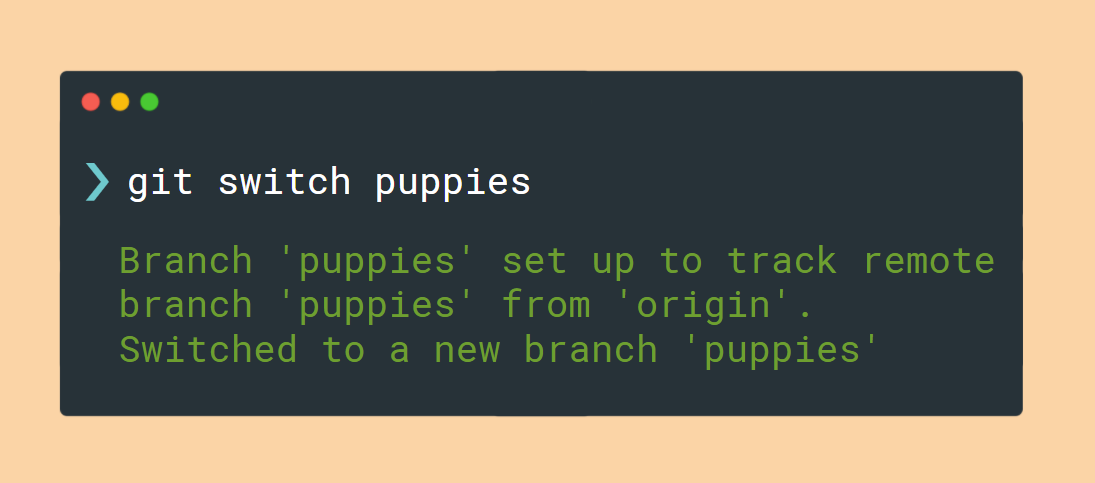 ❯ git switch puppies
Branch 'puppies' set up to track remote
branch 'puppies' from 'origin'.
Switched to a new branch 'puppies'